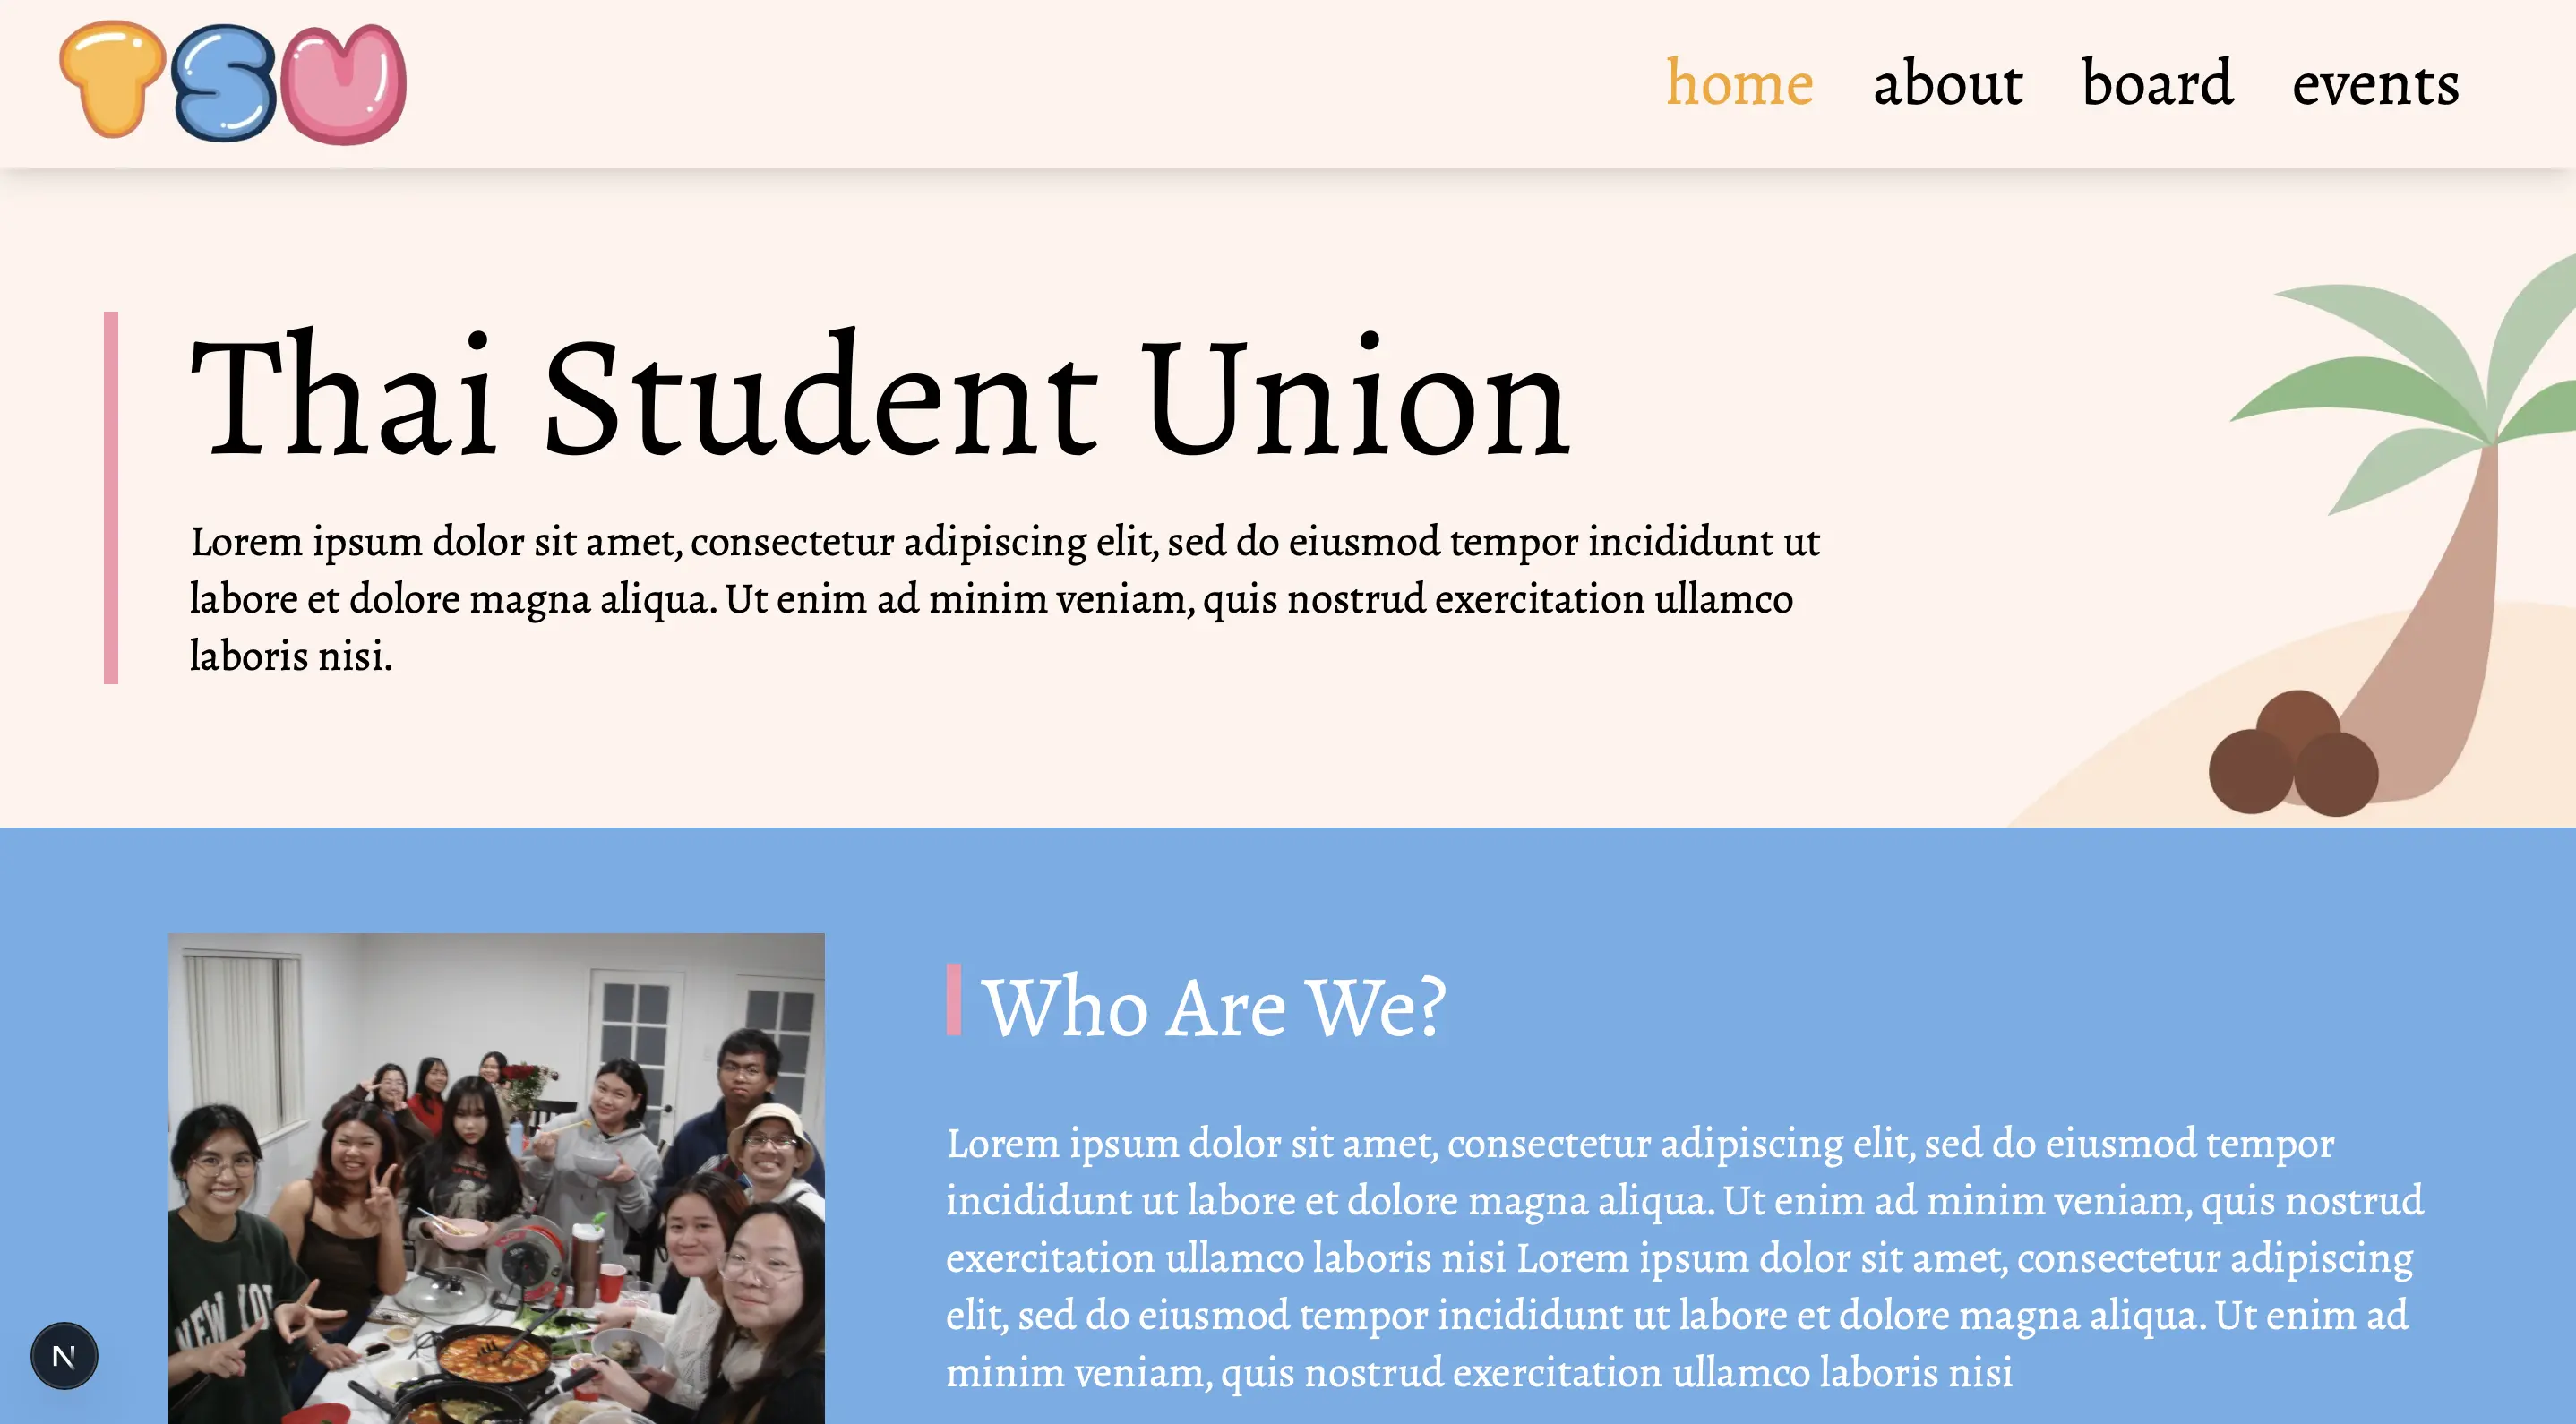 TSU
home about board events
Thai Student Union
Lorem ipsum dolor sit amet, consectetur adipiscing elit, sed do eiusmod tempor incididunt ut
labore et dolore magna aliqua. Ut enim ad minim veniam, quis nostrud exercitation ullamco
laboris nisi.
Who Are We?
Lorem ipsum dolor sit amet, consectetur adipiscing elit, sed do eiusmod tempor
incididunt ut labore et dolore magna aliqua. Ut enim ad minim veniam, quis nostrud
exercitation ullamco laboris nisi Lorem ipsum dolor sit amet, consectetur adipiscing
elit, sed do eiusmod tempor incididunt ut labore et dolore magna aliqua. Ut enim ad
minim veniam, quis nostrud exercitation ullamco laboris nisi
NEW
N